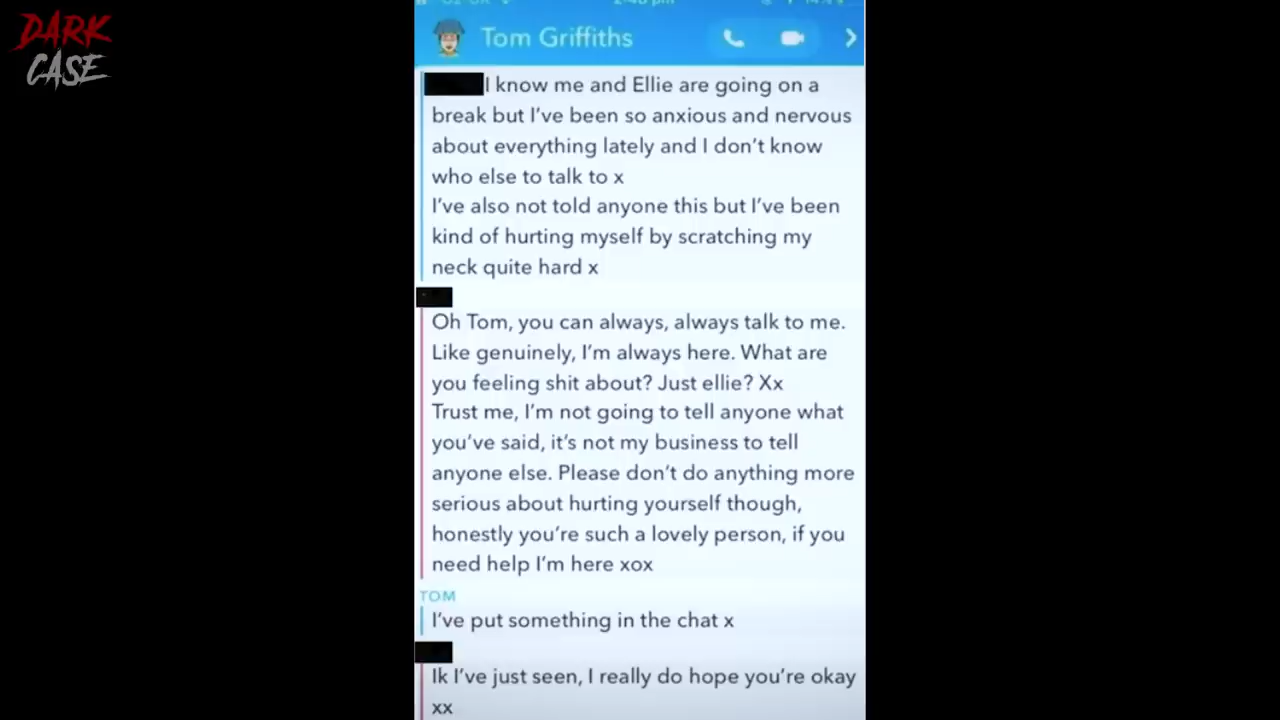 DARK
CASE
Tom Griffiths
I know me and Ellie are going on a
break but I've been so anxious and nervous
about everything lately and I don't know
who else to talk to x
I've also not told anyone this but I've been
kind of hurting myself by scratching my
neck quite hard x
Oh Tom, you can always, always talk to me.
Like genuinely, I'm always here. What are
you feeling shit about? Just ellie? Xx
Trust me, I'm not going to tell anyone what
you've said, it's not my business to tell
anyone else. Please don't do anything more
serious about hurting yourself though,
honestly you're such a lovely person, if you
need help I'm here xox
TOM
I've put something in the chat x
Ik I've just seen, I really do hope you're okay
xx